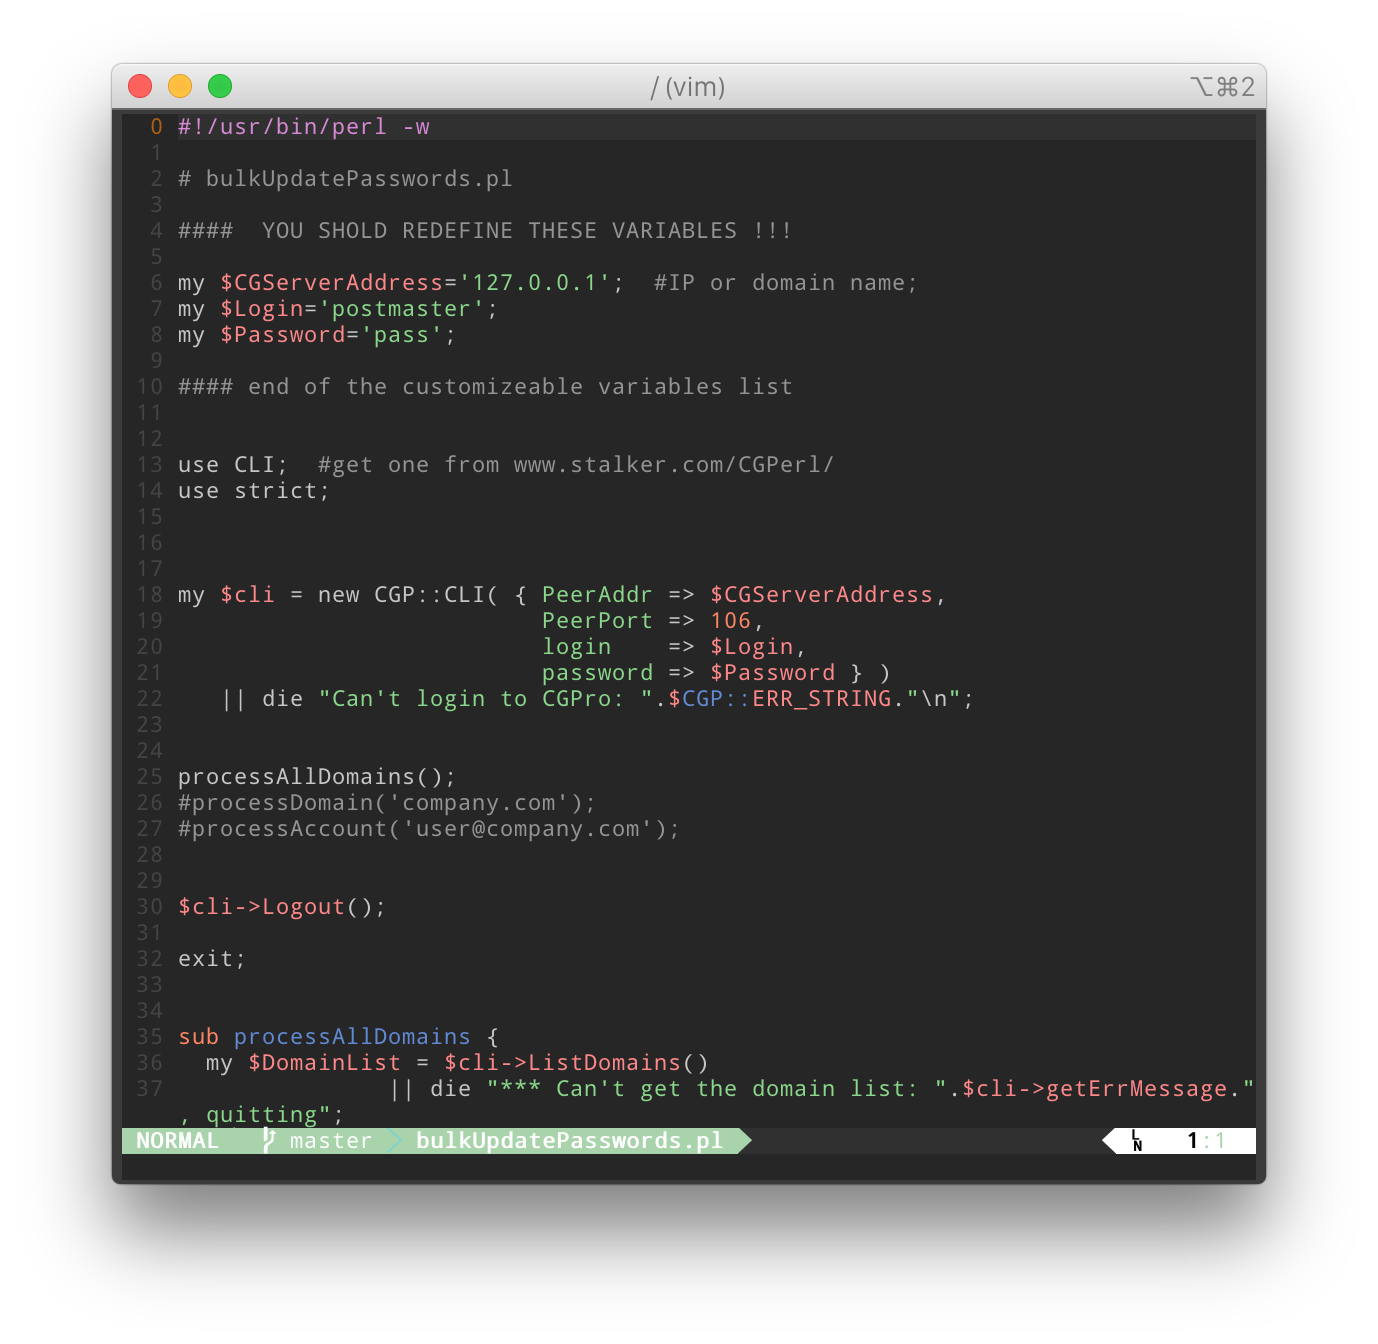 / (vim) ⌥⌘2
0 #!/usr/bin/perl -w
1
2 # bulkUpdatePasswords.pl
3
4 ####  YOU SHOLD REDEFINE THESE VARIABLES !!!
5
6 my $CGServerAddress='127.0.0.1';  #IP or domain name;
7 my $Login='postmaster';
8 my $Password='pass';
9
10 #### end of the customizeable variables list
11
12
13 use CLI;  #get one from www.stalker.com/CGPerl/
14 use strict;
15
16
17
18 my $cli = new CGP::CLI( { PeerAddr => $CGServerAddress,
19                           PeerPort => 106,
20                           login    => $Login,
21                           password => $Password } )
22    || die "Can't login to CGPro: ".$CGP::ERR_STRING."\n";
23
24
25 processAllDomains();
26 #processDomain('company.com');
27 #processAccount('user@company.com');
28
29
30 $cli->Logout();
31
32 exit;
33
34
35 sub processAllDomains {
36   my $DomainList = $cli->ListDomains()
37                || die "*** Can't get the domain list: ".$cli->getErrMessage."
, quitting";
NORMAL master bulkUpdatePasswords.pl LN 1:1